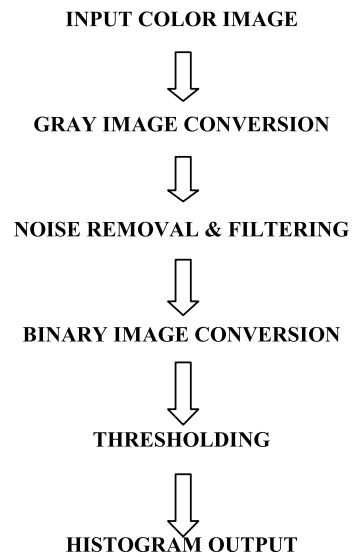 INPUT COLOR IMAGE
GRAY IMAGE CONVERSION
NOISE REMOVAL & FILTERING
BINARY IMAGE CONVERSION
THRESHOLDING
HISTOGRAM OUTPUT